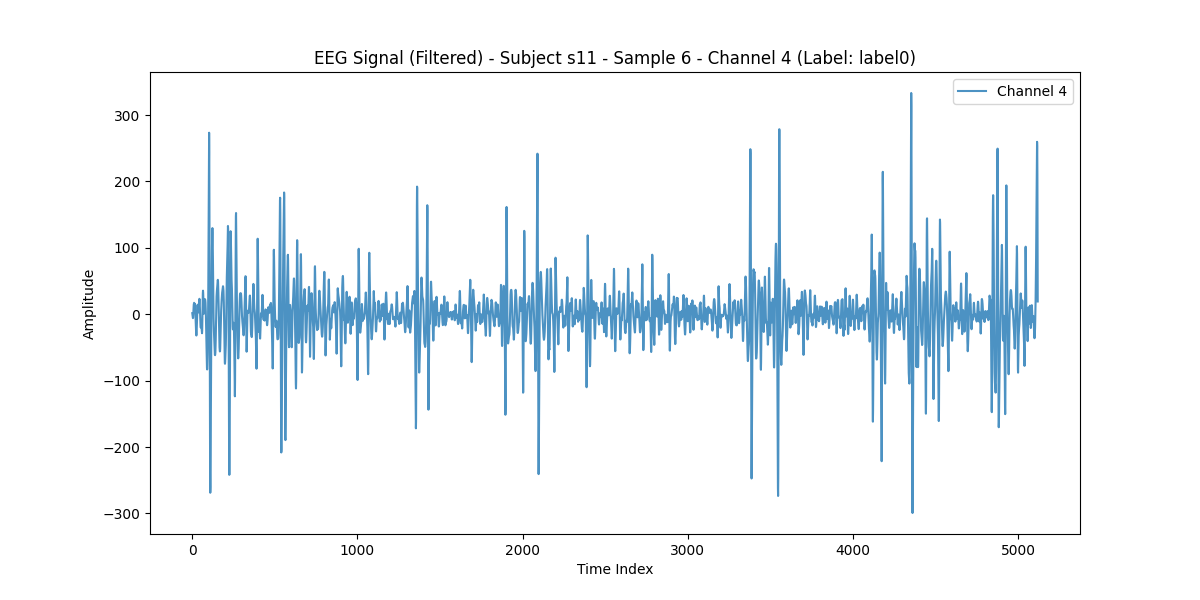 EEG Signal (Filtered) - Subject s11 - Sample 6 - Channel 4 (Label: label0)
Channel 4
300
200
100
0
−100
−200
−300
Amplitude
0 1000 2000 3000 4000 5000
Time Index